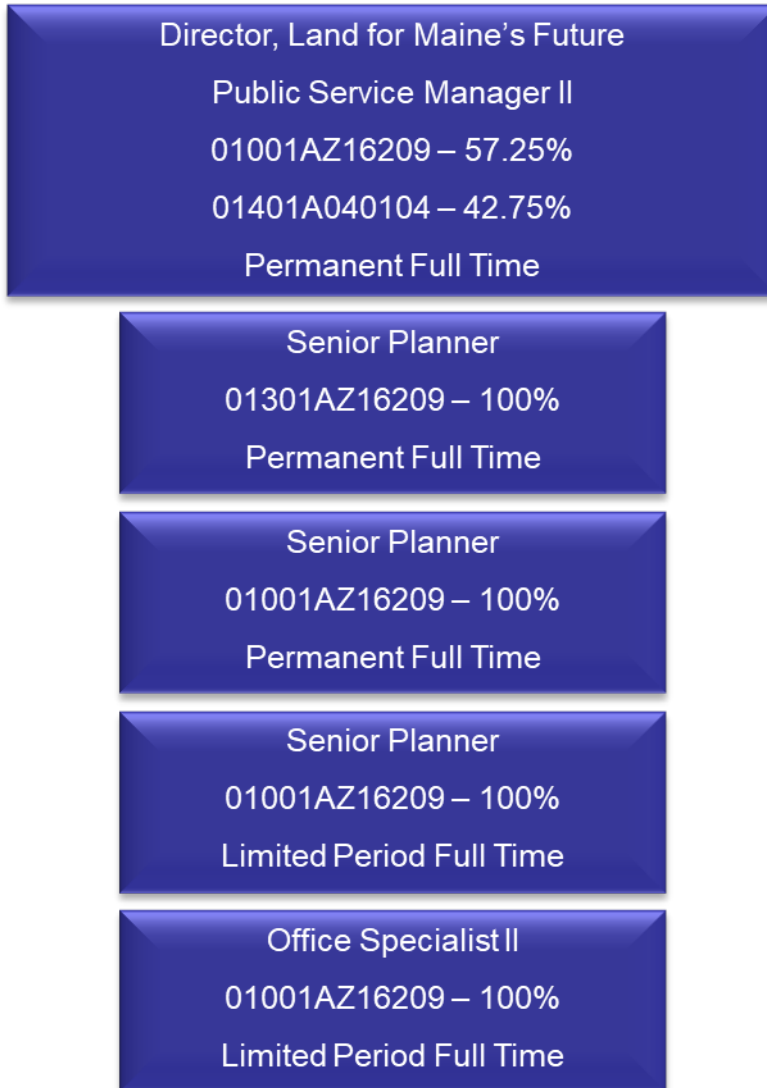 Director, Land for Maine’s Future
Public Service Manager II
01001AZ16209 – 57.25%
01401A040104 – 42.75%
Permanent Full Time
Senior Planner
01301AZ16209 – 100%
Permanent Full Time
Senior Planner
01001AZ16209 – 100%
Permanent Full Time
Senior Planner
01001AZ16209 – 100%
Limited Period Full Time
Office Specialist II
01001AZ16209 – 100%
Limited Period Full Time